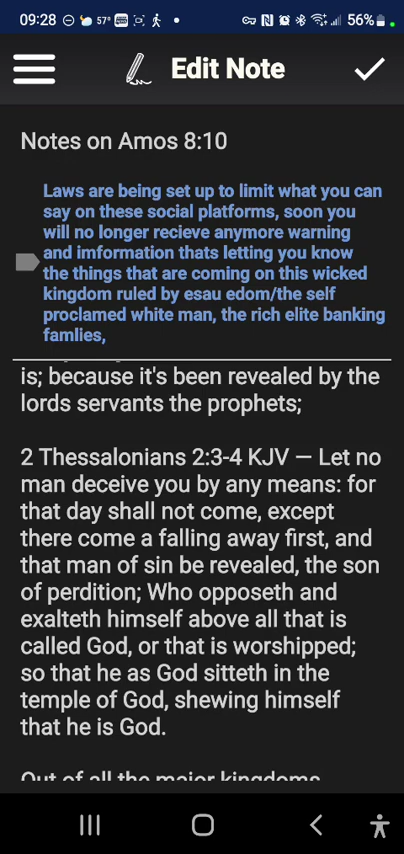 09:28 57° 56%
Edit Note
Notes on Amos 8:10
Laws are being set up to limit what you can
say on these social platforms, soon you
will no longer recieve anymore warning
and imformation thats letting you know
the things that are coming on this wicked
kingdom ruled by esau edom/the self
proclaimed white man, the rich elite banking
famlies,
is; because it's been revealed by the
lords servants the prophets;
2 Thessalonians 2:3-4 KJV — Let no
man deceive you by any means: for
that day shall not come, except
there come a falling away first, and
that man of sin be revealed, the son
of perdition; Who opposeth and
exalteth himself above all that is
called God, or that is worshipped;
so that he as God sitteth in the
temple of God, shewing himself
that he is God.
Out of all the major kingdoms